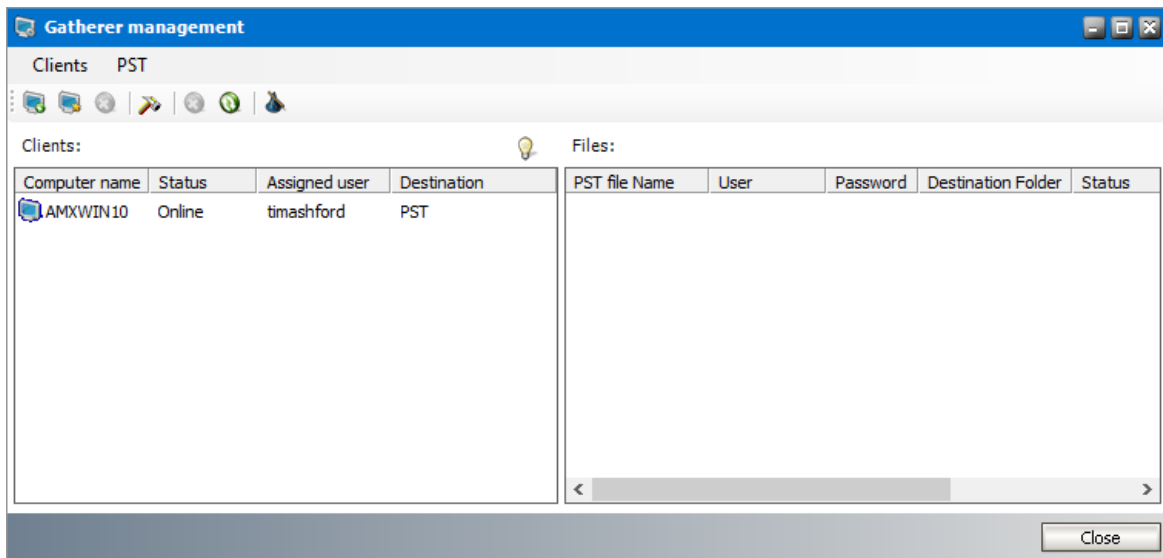 Gatherer management
Clients PST
Clients:
Files:
Computer name Status Assigned user Destination
PST file Name User Password Destination Folder Status
AMXWIN10 Online timashford PST
Close